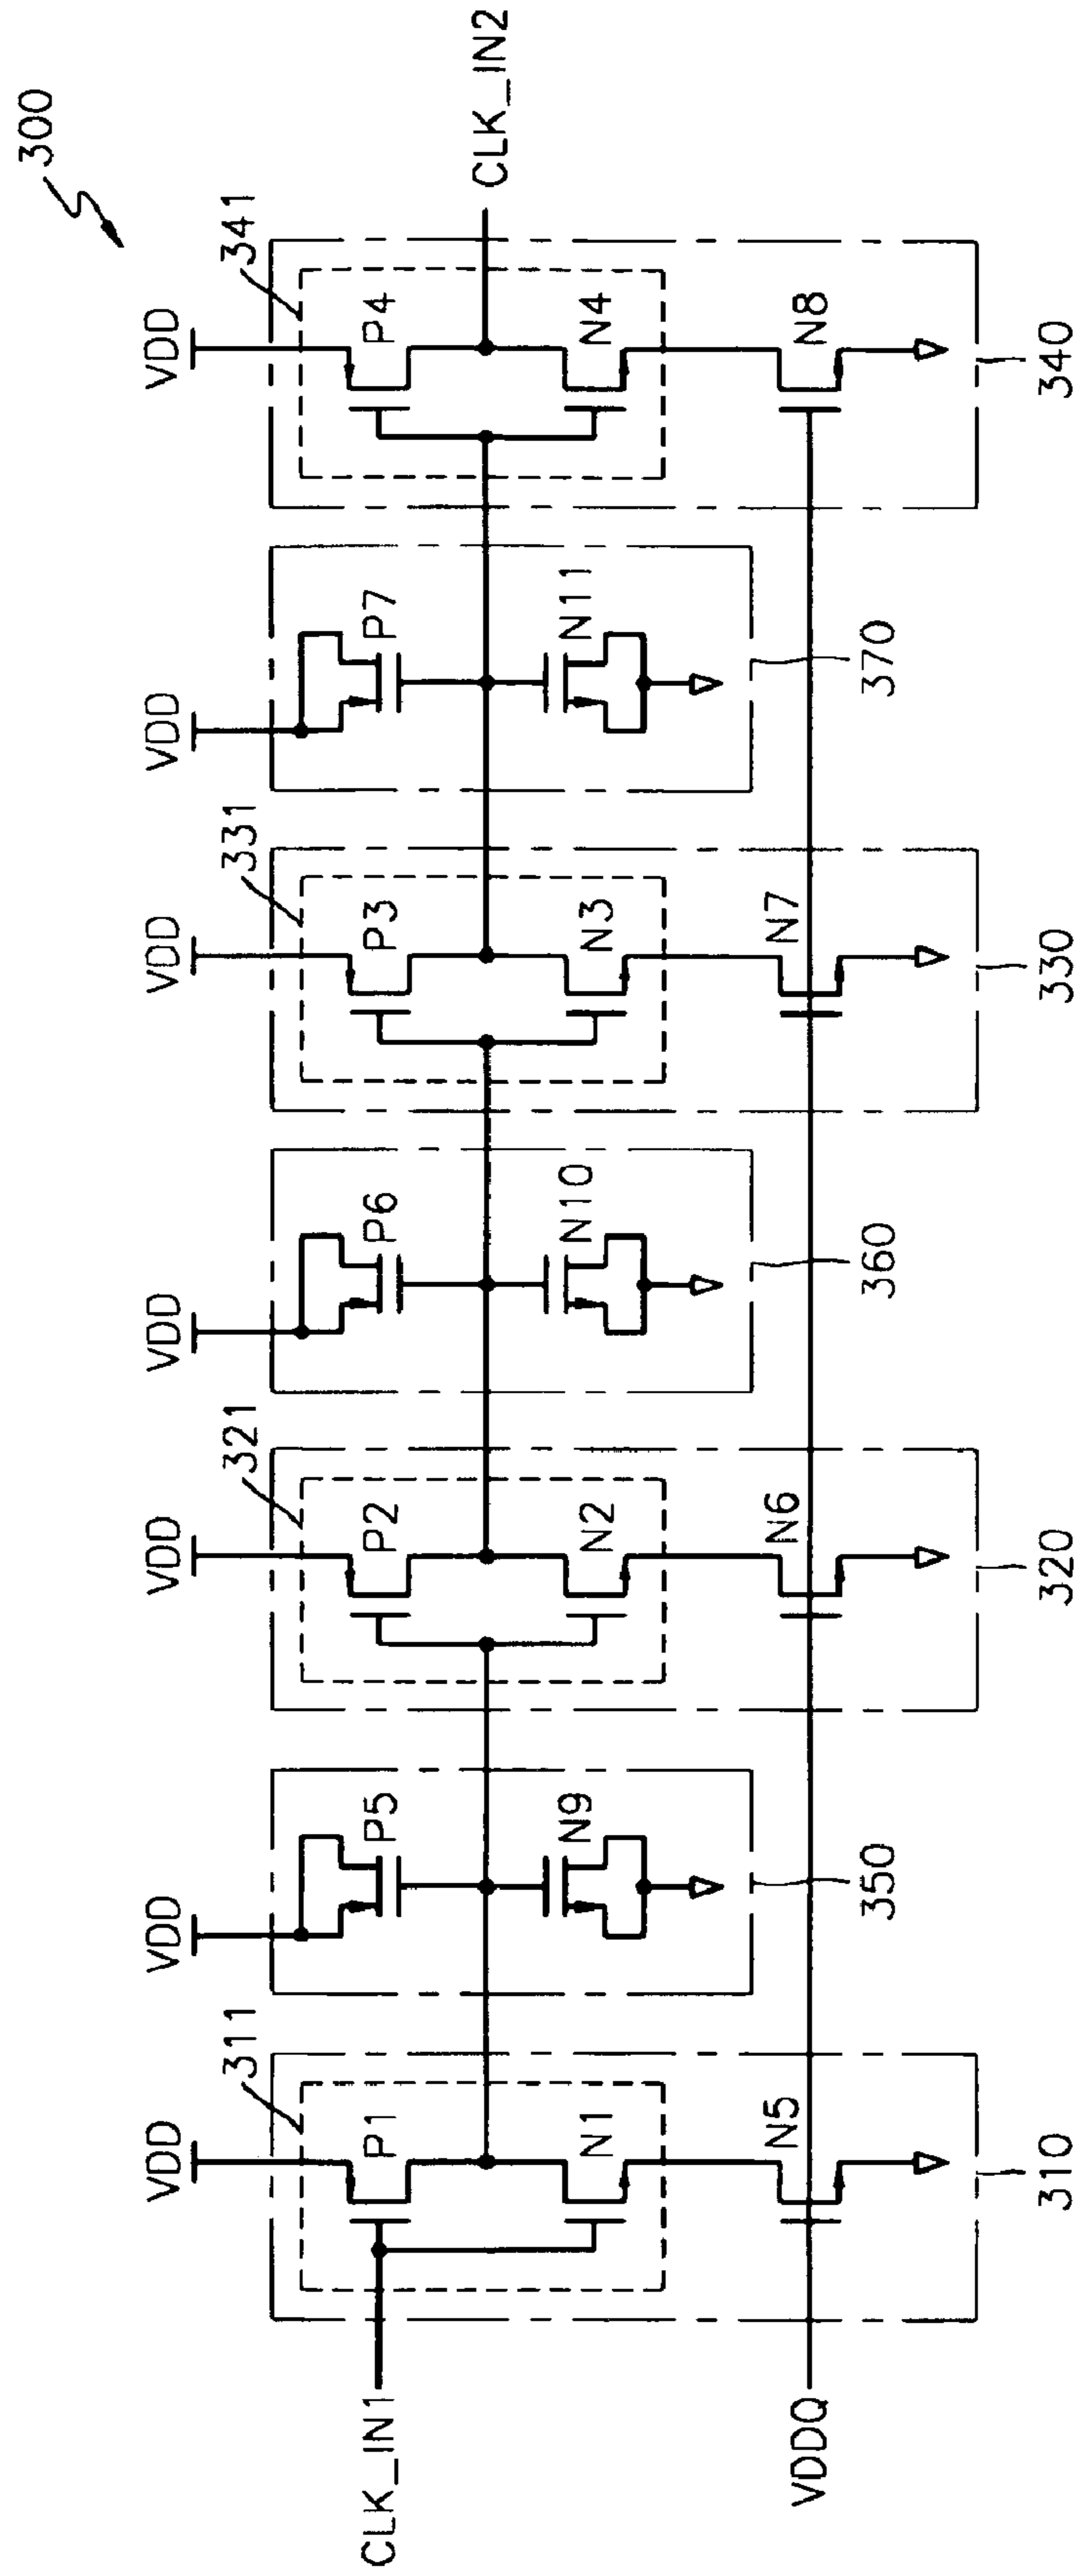 300
VDD
VDD
VDD
VDD
VDD
VDD
VDD
311
321
331
341
P1
P5
P2
P6
P3
P7
P4
CLK_IN1
CLK_IN2
N1
N9
N2
N10
N3
N11
N4
350
360
370
N5
N6
N7
N8
VDDQ
310
320
330
340